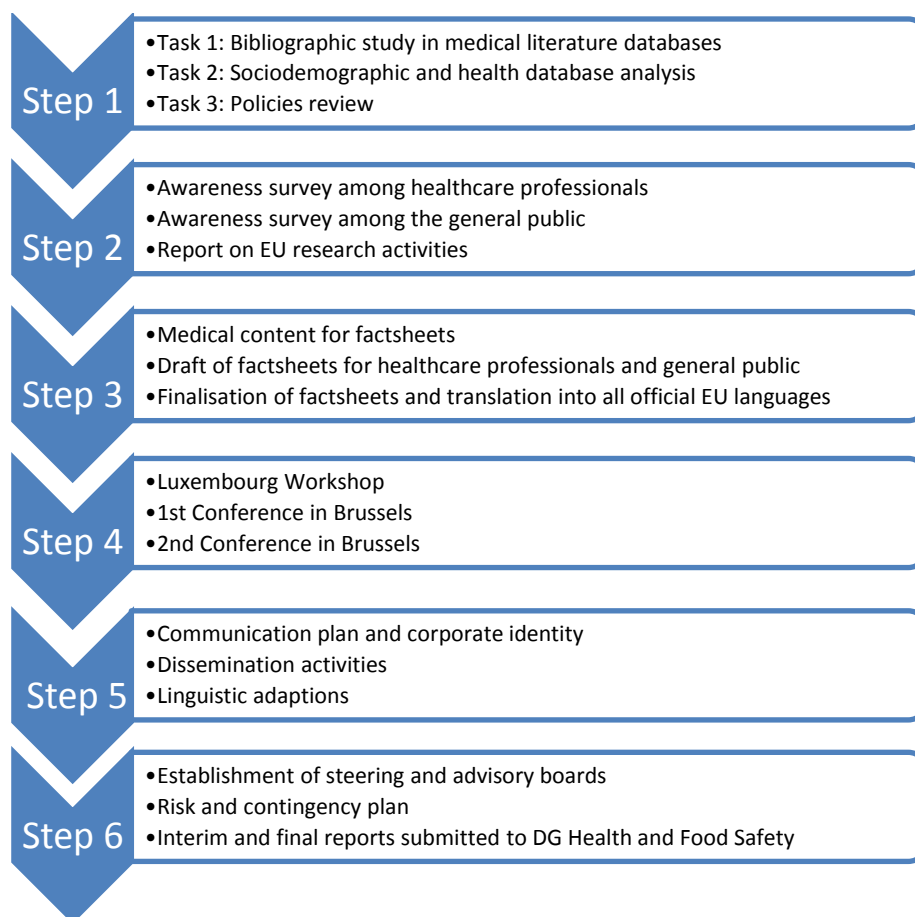 Step 1
•Task 1: Bibliographic study in medical literature databases
•Task 2: Sociodemographic and health database analysis
•Task 3: Policies review
Step 2
•Awareness survey among healthcare professionals
•Awareness survey among the general public
•Report on EU research activities
Step 3
•Medical content for factsheets
•Draft of factsheets for healthcare professionals and general public
•Finalisation of factsheets and translation into all official EU languages
Step 4
•Luxembourg Workshop
•1st Conference in Brussels
•2nd Conference in Brussels
Step 5
•Communication plan and corporate identity
•Dissemination activities
•Linguistic adaptions
Step 6
•Establishment of steering and advisory boards
•Risk and contingency plan
•Interim and final reports submitted to DG Health and Food Safety